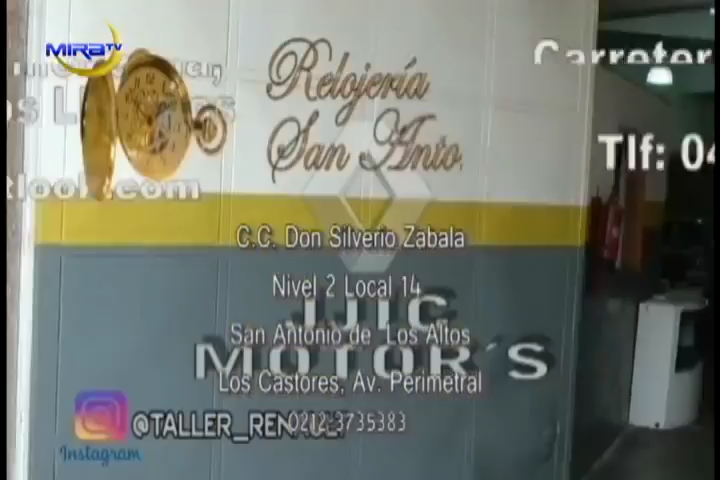 MIRA TV
Relojería
San Anto
Carreter
Tlf: 04
C.C. Don Silverio Zabala
Nivel 2 Local 14
JJIC
San Antonio de Los Altos
MOTOR´S
Los Castores, Av. Perimetral
0212-3735383
@TALLER_RENAULT
Instagram